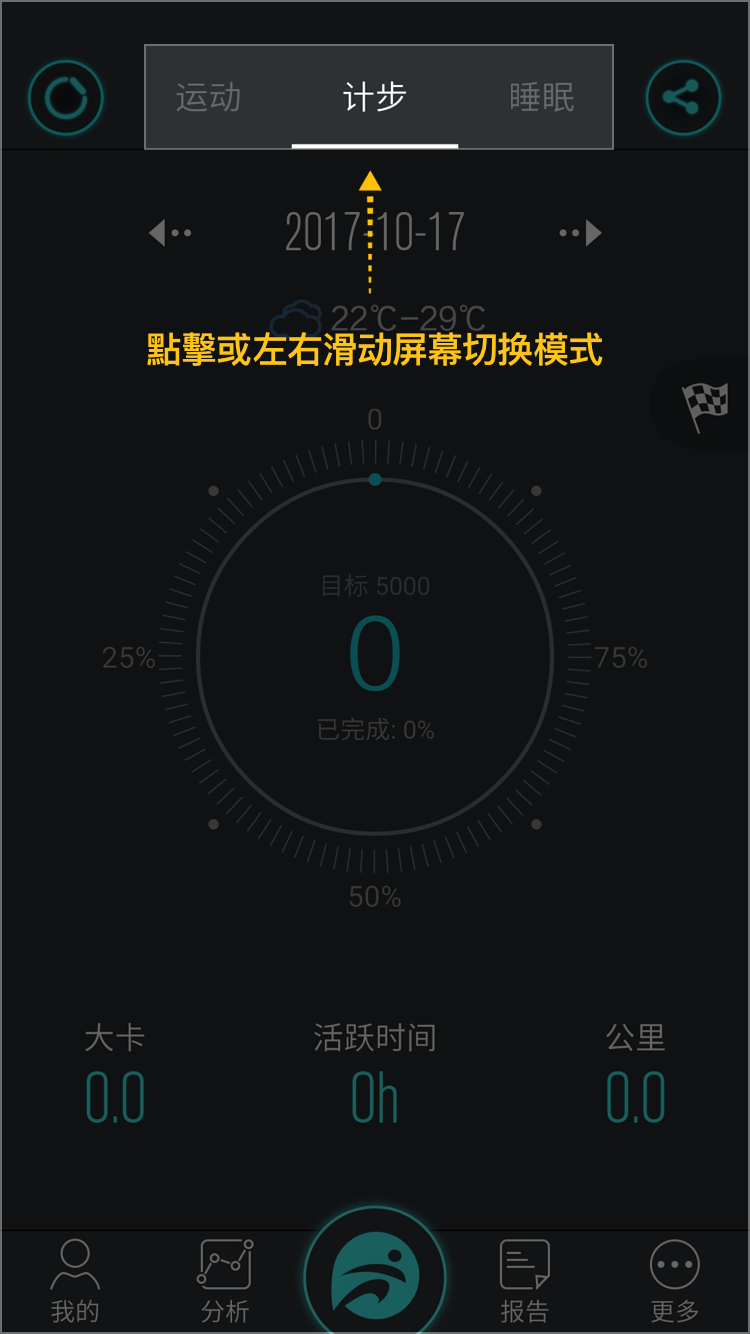 运动 计步 睡眠
2017-10-17
22℃-29℃
點擊或左右滑动屏幕切换模式
0
目标 5000
0
25% 75%
已完成: 0%
50%
大卡 活跃时间 公里
0.0 0h 0.0
我的 分析 报告 更多